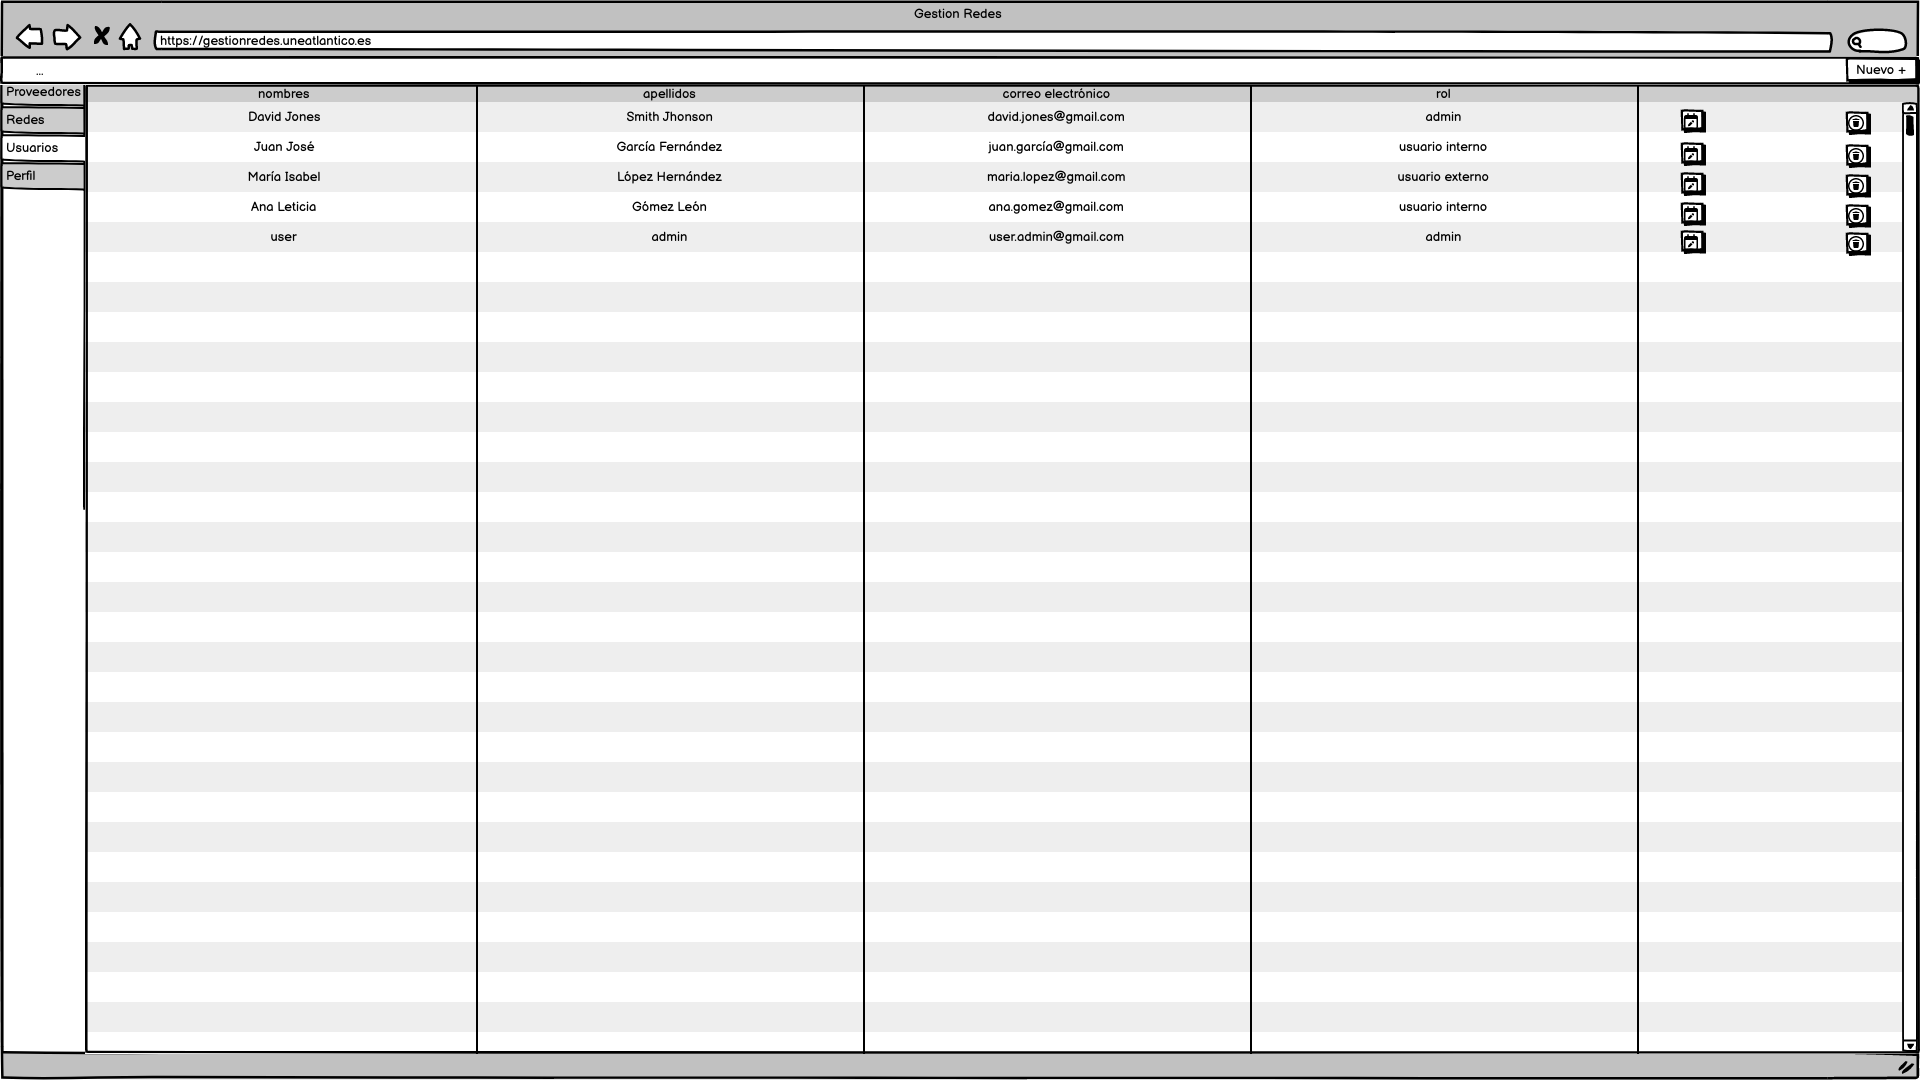 Gestion Redes
https://gestionredes.uneatlantico.es
...
Nuevo +
Proveedores
Redes
Usuarios
Perfil
nombres apellidos correo electrónico rol
David Jones Smith Jhonson david.jones@gmail.com admin
Juan José García Fernández juan.garcía@gmail.com usuario interno
María Isabel López Hernández maria.lopez@gmail.com usuario externo
Ana Leticia Gómez León ana.gomez@gmail.com usuario interno
user admin user.admin@gmail.com admin